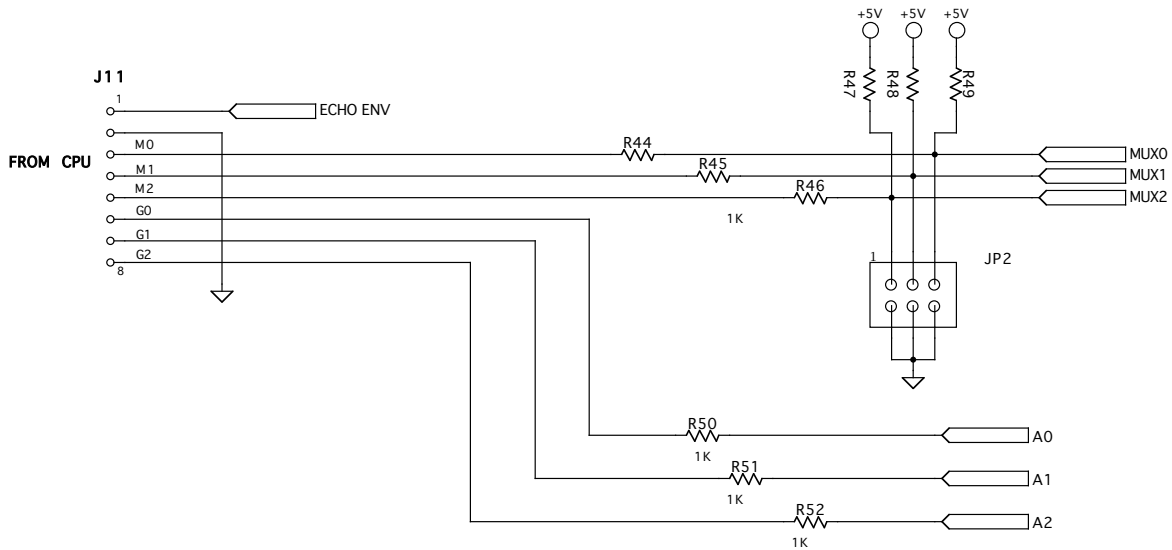 +5V +5V +5V
R47 R48 R49
J11
1
ECHO ENV
FROM CPU
M0 R44 MUX0
M1 R45 MUX1
M2 R46 MUX2
1K
G0
G1
G2
8
1 JP2
R50 A0
1K
R51 A1
1K
R52 A2
1K